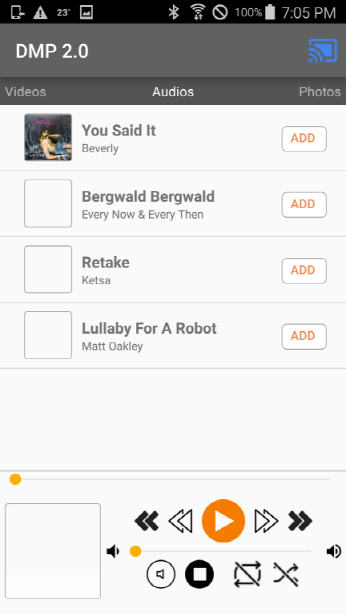 23°
100%
7:05 PM
DMP 2.0
Videos
Audios
Photos
You Said It
Beverly
ADD
Bergwald Bergwald
Every Now & Every Then
ADD
Retake
Ketsa
ADD
Lullaby For A Robot
Matt Oakley
ADD